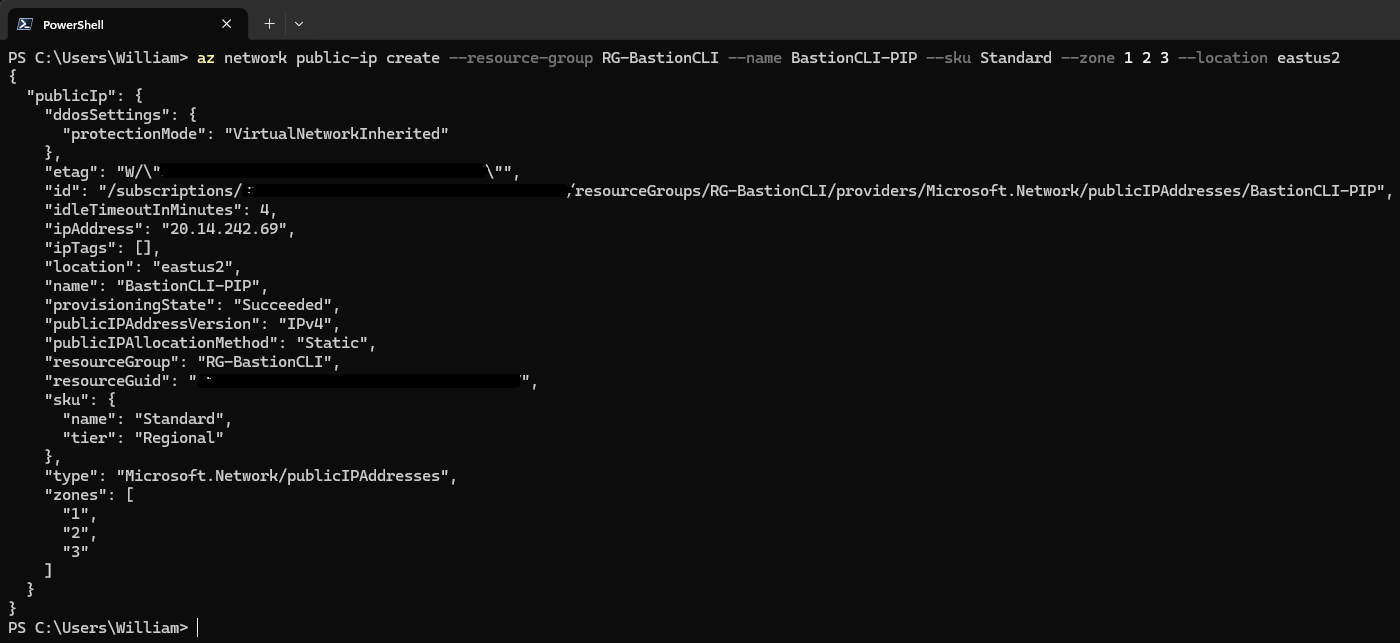 PowerShell
PS C:\Users\William> az network public-ip create --resource-group RG-BastionCLI --name BastionCLI-PIP --sku Standard --zone 1 2 3 --location eastus2
{
  "publicIp": {
    "ddosSettings": {
      "protectionMode": "VirtualNetworkInherited"
    },
    "etag": "W/\" \"",
    "id": "/subscriptions/ /resourceGroups/RG-BastionCLI/providers/Microsoft.Network/publicIPAddresses/BastionCLI-PIP",
    "idleTimeoutInMinutes": 4,
    "ipAddress": "20.14.242.69",
    "ipTags": [],
    "location": "eastus2",
    "name": "BastionCLI-PIP",
    "provisioningState": "Succeeded",
    "publicIPAddressVersion": "IPv4",
    "publicIPAllocationMethod": "Static",
    "resourceGroup": "RG-BastionCLI",
    "resourceGuid": " ",
    "sku": {
      "name": "Standard",
      "tier": "Regional"
    },
    "type": "Microsoft.Network/publicIPAddresses",
    "zones": [
      "1",
      "2",
      "3"
    ]
  }
}
PS C:\Users\William>